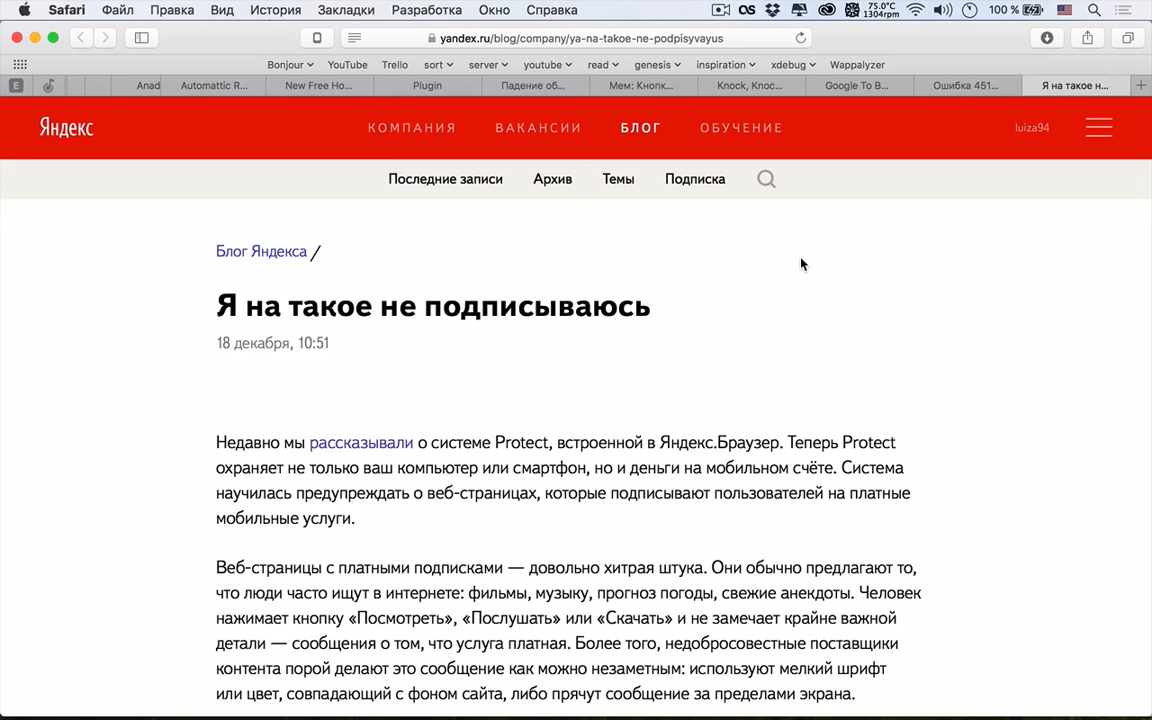 Safari Файл Правка Вид История Закладки Разработка Окно Справка 75.0°C 1304rpm 100 %
yandex.ru/blog/company/ya-na-takoe-ne-podpisyvayus
Bonjour YouTube Trello sort server youtube read genesis inspiration xdebug Wappalyzer
E Anad Automattic R... New Free Ho... Plugin Падение об... Мем: Кнопк... Knock, Knoc... Google To B... Ошибка 451... Я на такое н...
Яндекс КОМПАНИЯ ВАКАНСИИ БЛОГ ОБУЧЕНИЕ luiza94
Последние записи Архив Темы Подписка
Блог Яндекса /
Я на такое не подписываюсь
18 декабря, 10:51
Недавно мы рассказывали о системе Protect, встроенной в Яндекс.Браузер. Теперь Protect
охраняет не только ваш компьютер или смартфон, но и деньги на мобильном счёте. Система
научилась предупреждать о веб-страницах, которые подписывают пользователей на платные
мобильные услуги.
Веб-страницы с платными подписками — довольно хитрая штука. Они обычно предлагают то,
что люди часто ищут в интернете: фильмы, музыку, прогноз погоды, свежие анекдоты. Человек
нажимает кнопку «Посмотреть», «Послушать» или «Скачать» и не замечает крайне важной
детали — сообщения о том, что услуга платная. Более того, недобросовестные поставщики
контента порой делают это сообщение как можно незаметным: используют мелкий шрифт
или цвет, совпадающий с фоном сайта, либо прячут сообщение за пределами экрана.